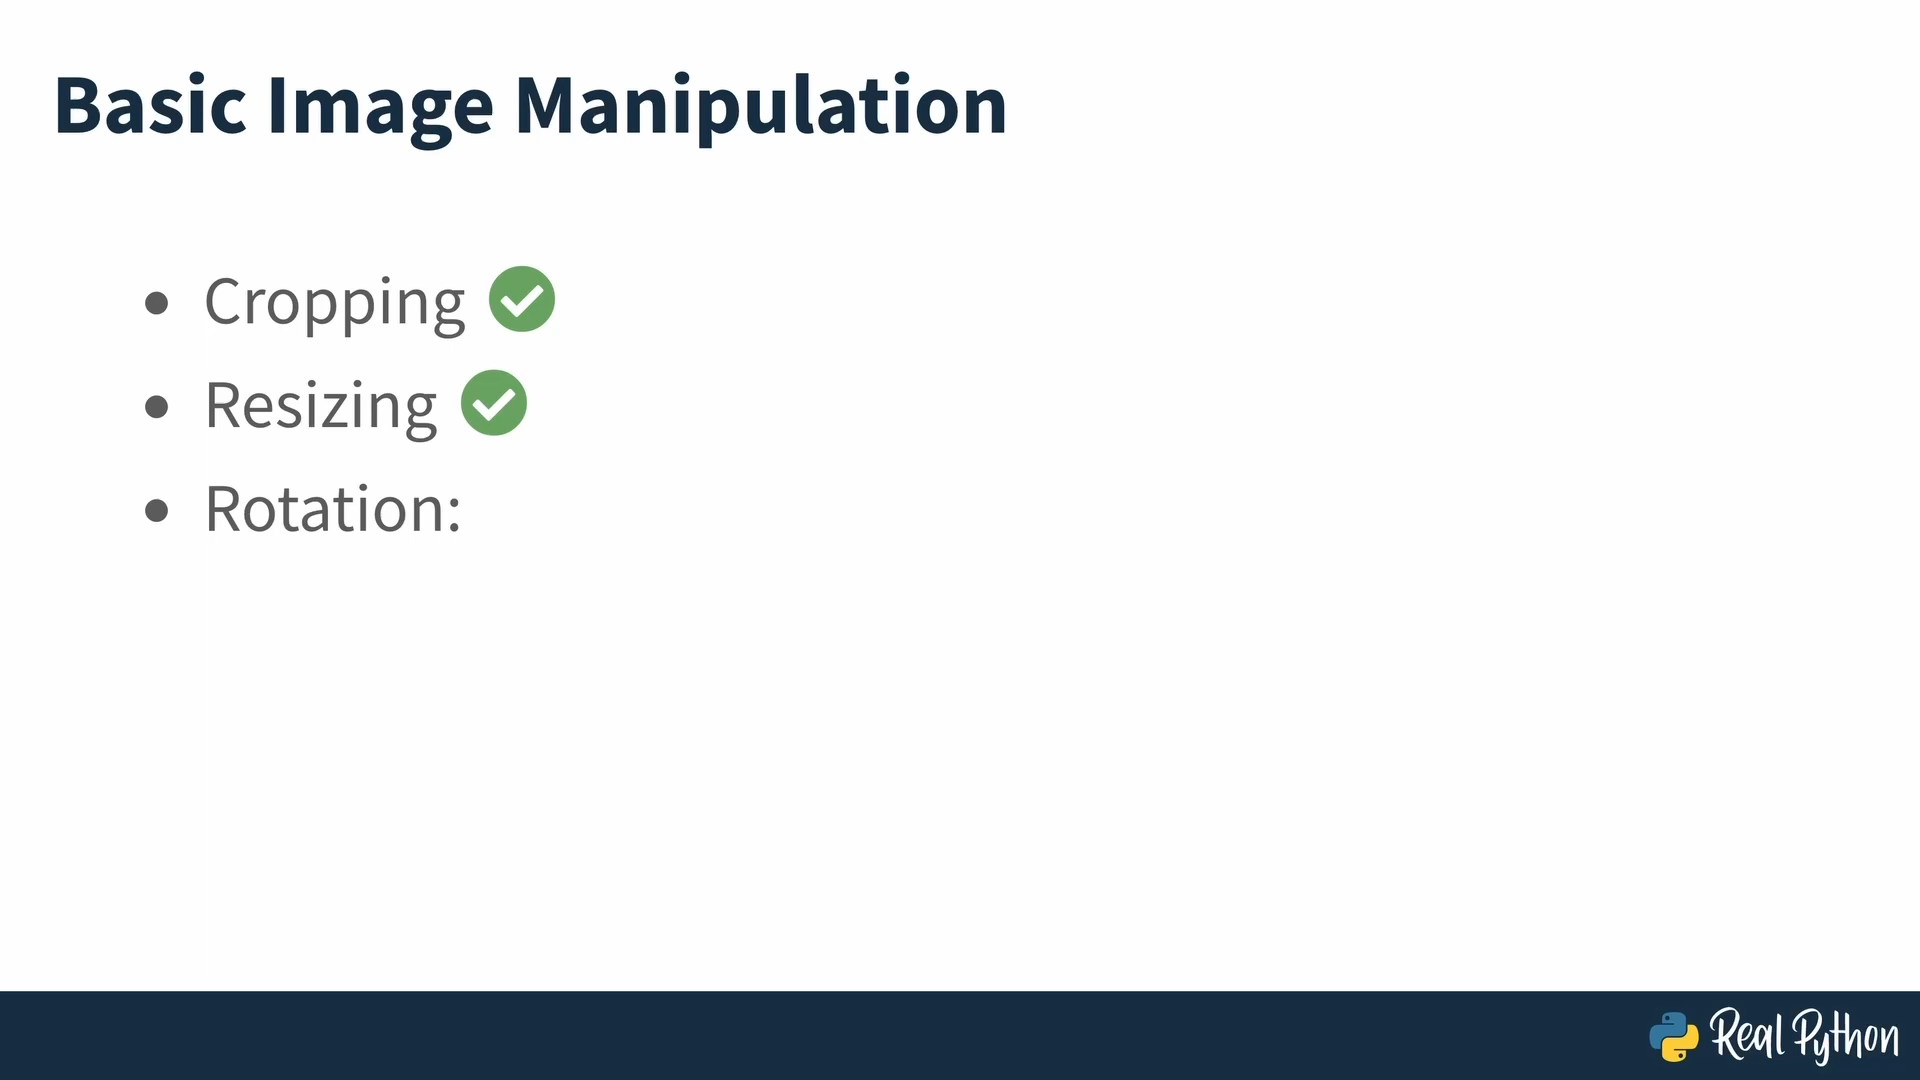 Basic Image Manipulation
• Cropping
• Resizing
• Rotation:
Real Python